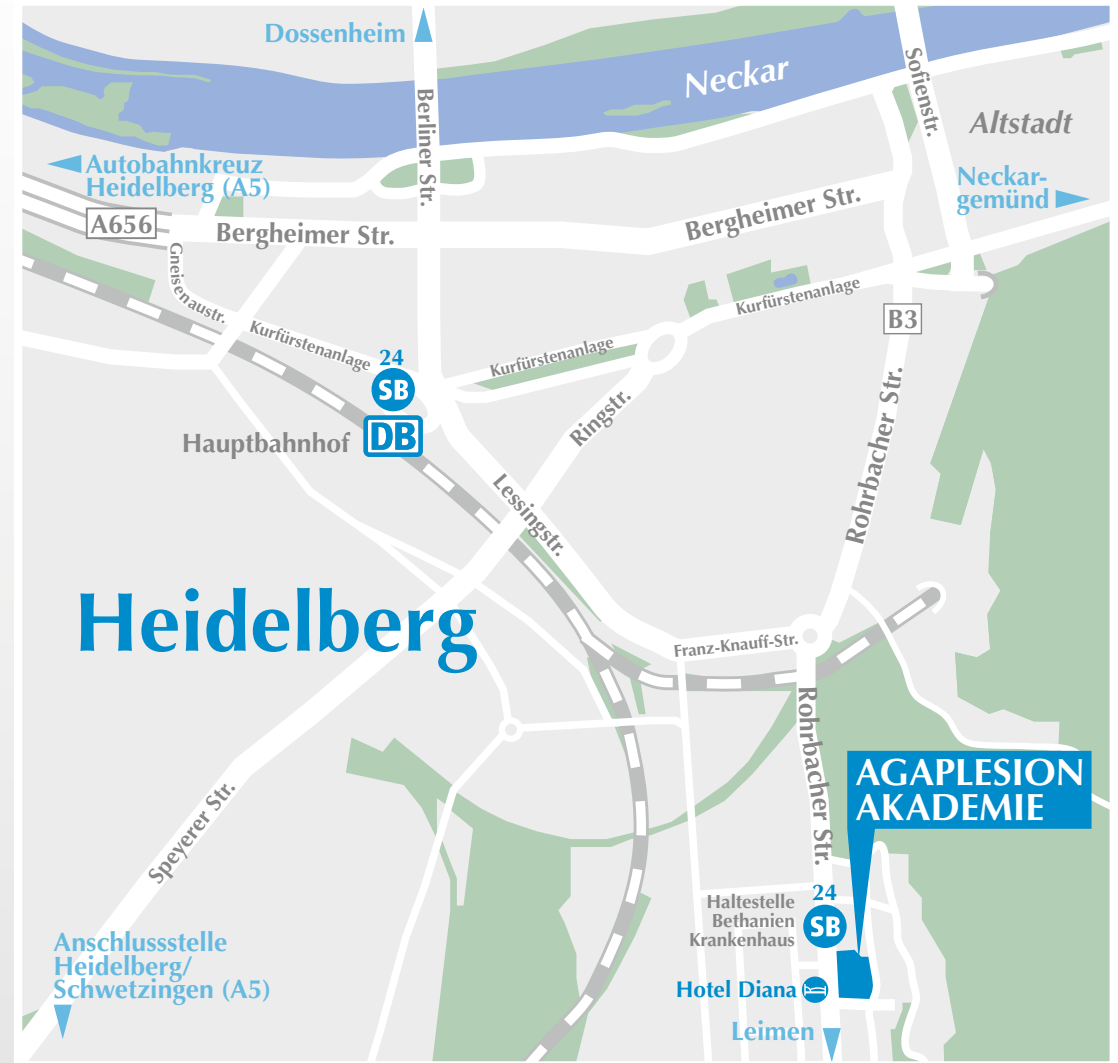 Dossenheim
Neckar
Sofienstr.
Altstadt
Berliner Str.
Autobahnkreuz
Heidelberg (A5)
Neckar-
gemünd
A656
Bergheimer Str.
Bergheimer Str.
Gneisenaustr.
Kurfürstenanlage
Kurfürstenanlage
Kurfürstenanlage
B3
24
SB
Hauptbahnhof
DB
Ringstr.
Rohrbacher Str.
Lessingstr.
Heidelberg
Franz-Knauff-Str.
Rohrbacher Str.
AGAPLESION
AKADEMIE
Speyerer Str.
24
SB
Haltestelle
Bethanien
Krankenhaus
Anschlussstelle
Heidelberg/
Schwetzingen (A5)
Hotel Diana
Leimen